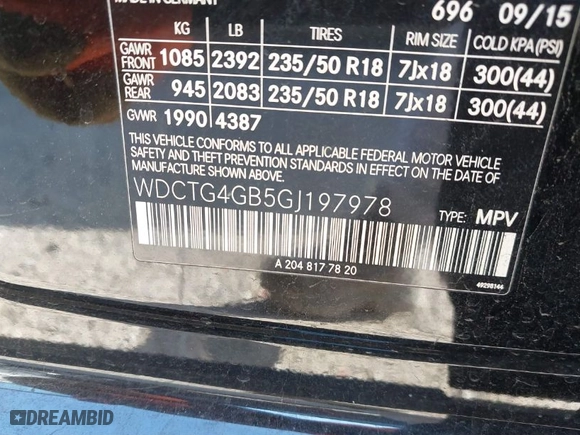 MADE IN GERMANY
696 09/15
KG LB TIRES RIM SIZE COLD KPA(PSI)
GAWR FRONT 1085 2392 235/50 R18 7Jx18 300(44)
GAWR REAR 945 2083 235/50 R18 7Jx18 300(44)
GVWR 1990 4387
THIS VEHICLE CONFORMS TO ALL APPLICABLE FEDERAL MOTOR VEHICLE
SAFETY AND THEFT PREVENTION STANDARDS IN EFFECT ON THE DATE
OF MANUFACTURE SHOWN ABOVE.
WDCTG4GB5GJ197978
TYPE: MPV
A 204 817 78 20
49298144
DREAMBID